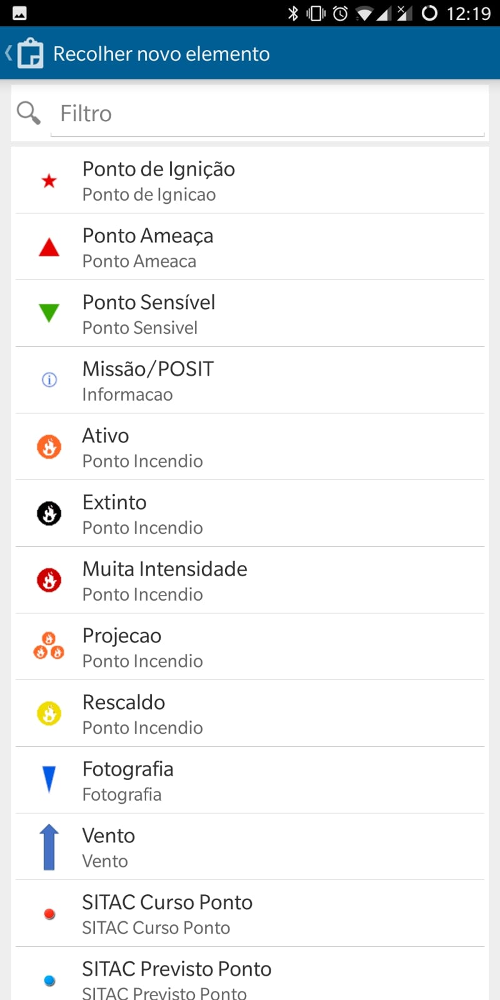 12:19
Recolher novo elemento
Filtro
Ponto de Ignição
Ponto de Ignicao
Ponto Ameaça
Ponto Ameaca
Ponto Sensível
Ponto Sensivel
Missão/POSIT
Informacao
Ativo
Ponto Incendio
Extinto
Ponto Incendio
Muita Intensidade
Ponto Incendio
Projecao
Ponto Incendio
Rescaldo
Ponto Incendio
Fotografia
Fotografia
Vento
Vento
SITAC Curso Ponto
SITAC Curso Ponto
SITAC Previsto Ponto
SITAC Previsto Ponto